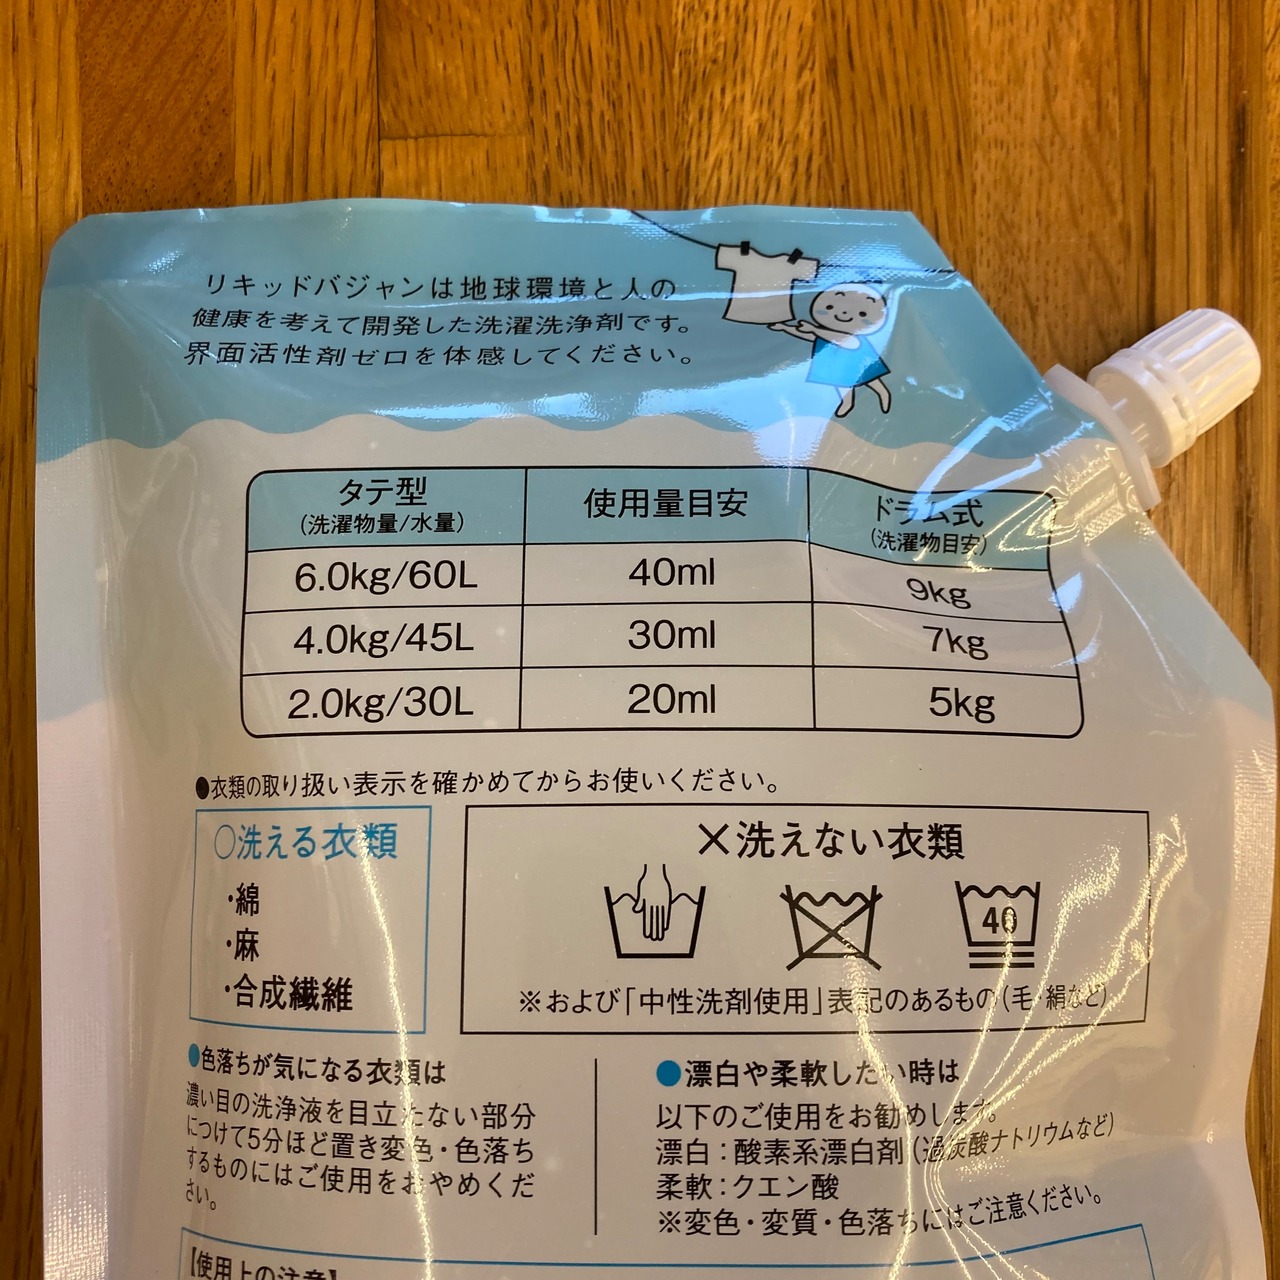 リキッドバジャンは地球環境と人の
健康を考えて開発した洗濯洗浄剤です。
界面活性剤ゼロを体感してください。
タテ型 使用量目安 ドラム式
(洗濯物量/水量) (洗濯物目安)
6.0kg/60L 40ml 9kg
4.0kg/45L 30ml 7kg
2.0kg/30L 20ml 5kg
●衣類の取り扱い表示を確かめてからお使いください。
○洗える衣類
・綿
・麻
・合成繊維
×洗えない衣類
40
※および「中性洗剤使用」表記のあるもの(毛・絹など)
●色落ちが気になる衣類は
濃い目の洗浄液を目立たない部分
につけて5分ほど置き変色・色落ち
するものにはご使用をおやめくだ
さい。
●漂白や柔軟したい時は
以下のご使用をお勧めします。
漂白：酸素系漂白剤(過炭酸ナトリウムなど)
柔軟：クエン酸
※変色・変質・色落ちにはご注意ください。
【使用上の注意】